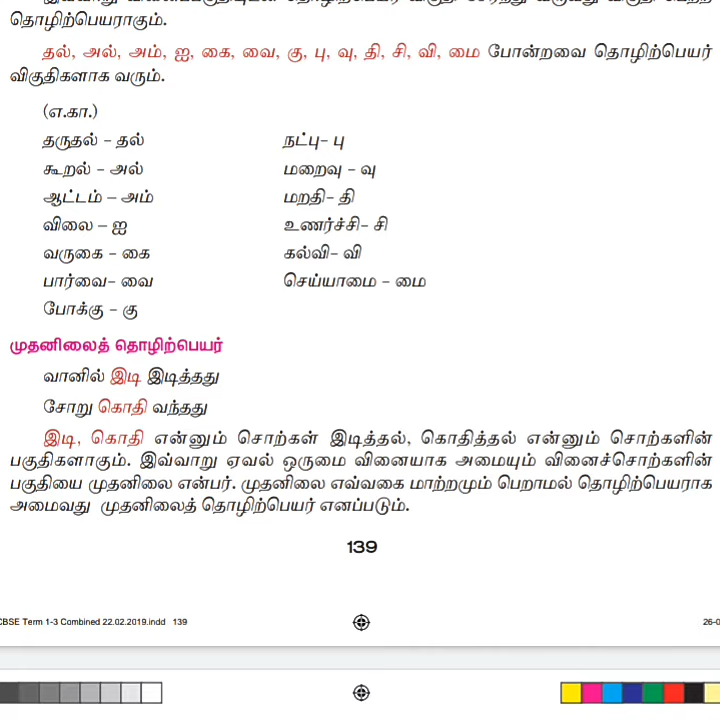 தொழிற்பெயராகும்.
தல், அல், அம், ஐ, கை, வை, கு, பு, வு, தி, சி, வி, மை போன்றவை தொழிற்பெயர்
விகுதிகளாக வரும்.
(எ.கா.)
தருதல் – தல்
கூறல் – அல்
ஆட்டம் – அம்
விலை – ஐ
வருகை – கை
பார்வை– வை
போக்கு – கு
நட்பு– பு
மறைவு – வு
மறதி– தி
உணர்ச்சி– சி
கல்வி– வி
செய்யாமை – மை
முதனிலைத் தொழிற்பெயர்
வானில் இடி இடித்தது
சோறு கொதி வந்தது
இடி, கொதி என்னும் சொற்கள் இடித்தல், கொதித்தல் என்னும் சொற்களின்
பகுதிகளாகும். இவ்வாறு ஏவல் ஒருமை வினையாக அமையும் வினைச்சொற்களின்
பகுதியை முதனிலை என்பர். முதனிலை எவ்வகை மாற்றமும் பெறாமல் தொழிற்பெயராக
அமைவது முதனிலைத் தொழிற்பெயர் எனப்படும்.
139
CBSE Term 1-3 Combined 22.02.2019.indd 139
26-0